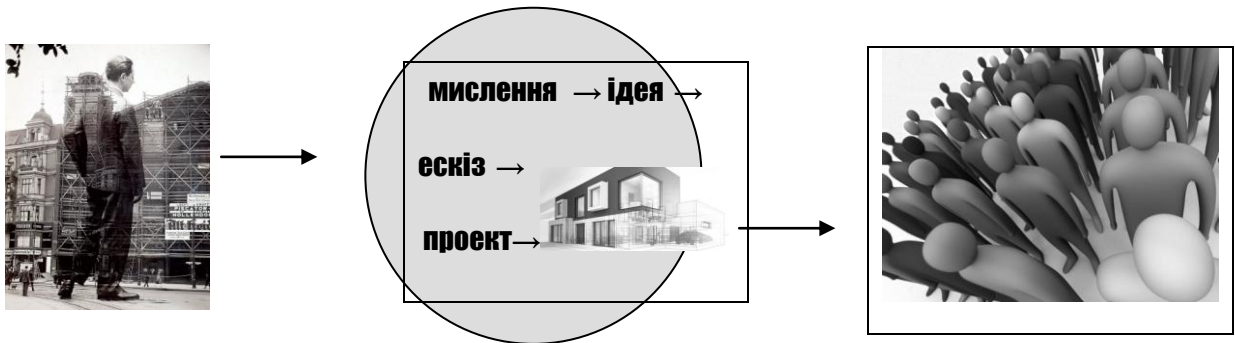 мислення → ідея →
ескіз →
проект→